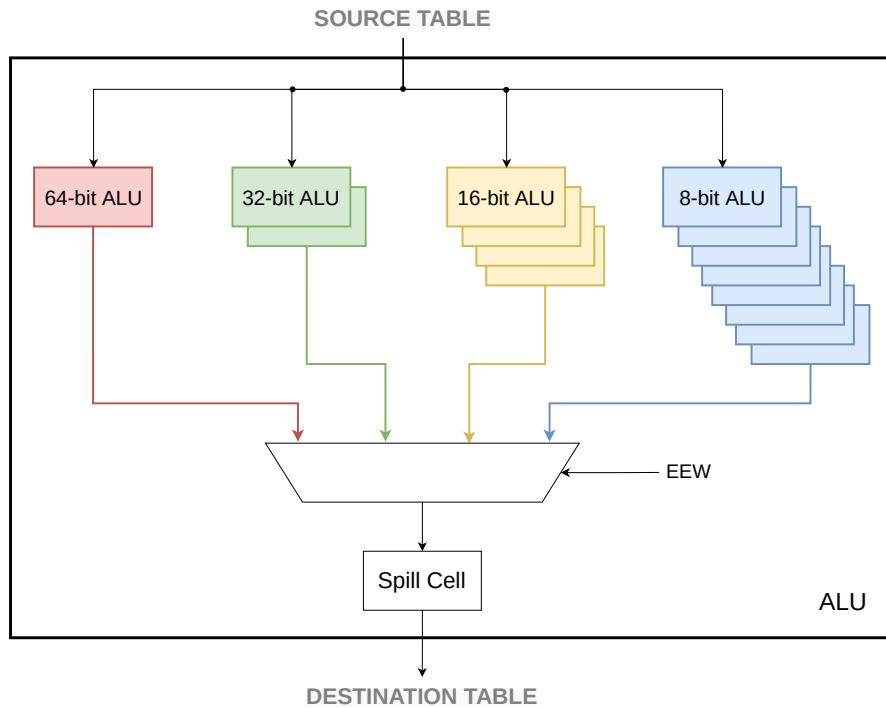 SOURCE TABLE
64-bit ALU
32-bit ALU
16-bit ALU
8-bit ALU
EEW
Spill Cell
ALU
DESTINATION TABLE